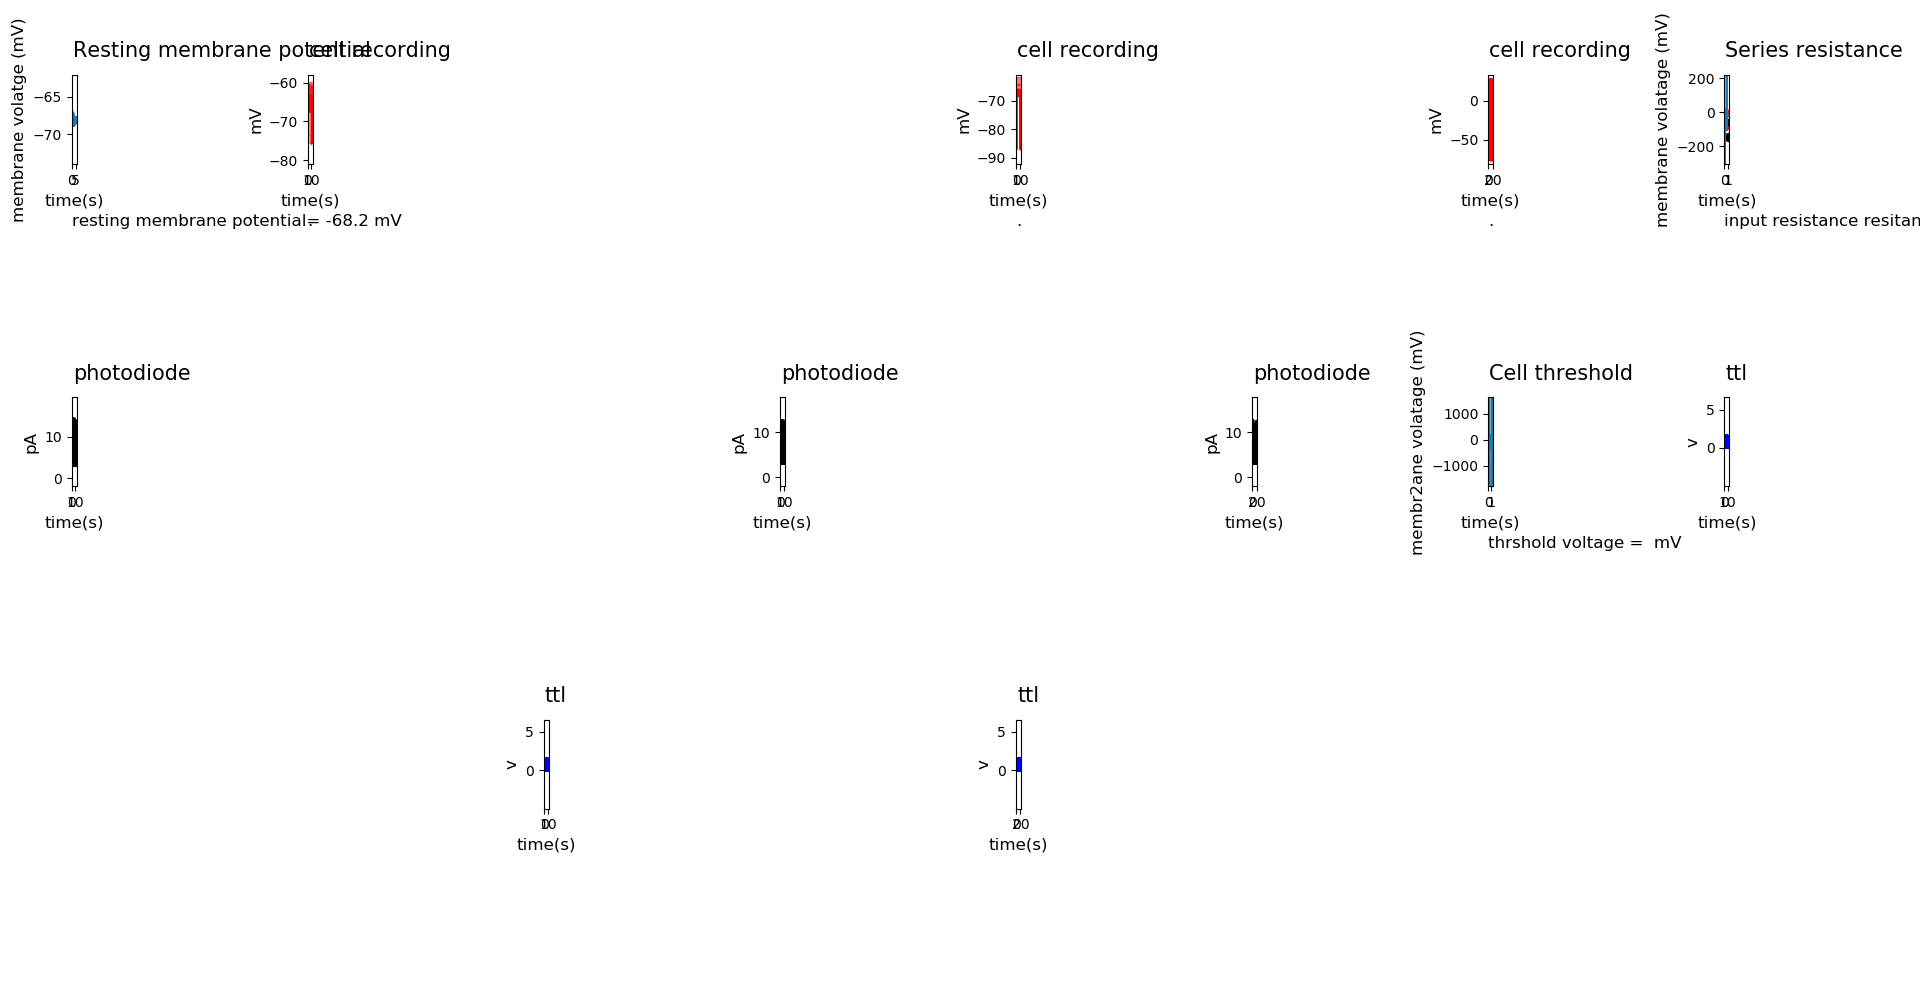 Resting membrane potential
cell recording
cell recording
cell recording
Series resistance
membrane volatage (mV)
−65
−70
0 5
time(s)
resting membrane potential= -68.2 mV
mV
−60
−70
−80
0 10
time(s)
.
mV
−70
−80
−90
0 10
time(s)
.
mV
0
−50
0 20
time(s)
.
membrane volatage (mV)
200
0
−200
0 1
time(s)
input resistance resitan
photodiode
pA
10
0
0 10
time(s)
photodiode
pA
10
0
0 10
time(s)
photodiode
pA
10
0
0 20
time(s)
Cell threshold
membr2ane volatage (mV)
1000
0
−1000
0 1
time(s)
thrshold voltage =  mV
ttl
v
5
0
0 10
time(s)
ttl
v
5
0
0 10
time(s)
ttl
v
5
0
0 20
time(s)